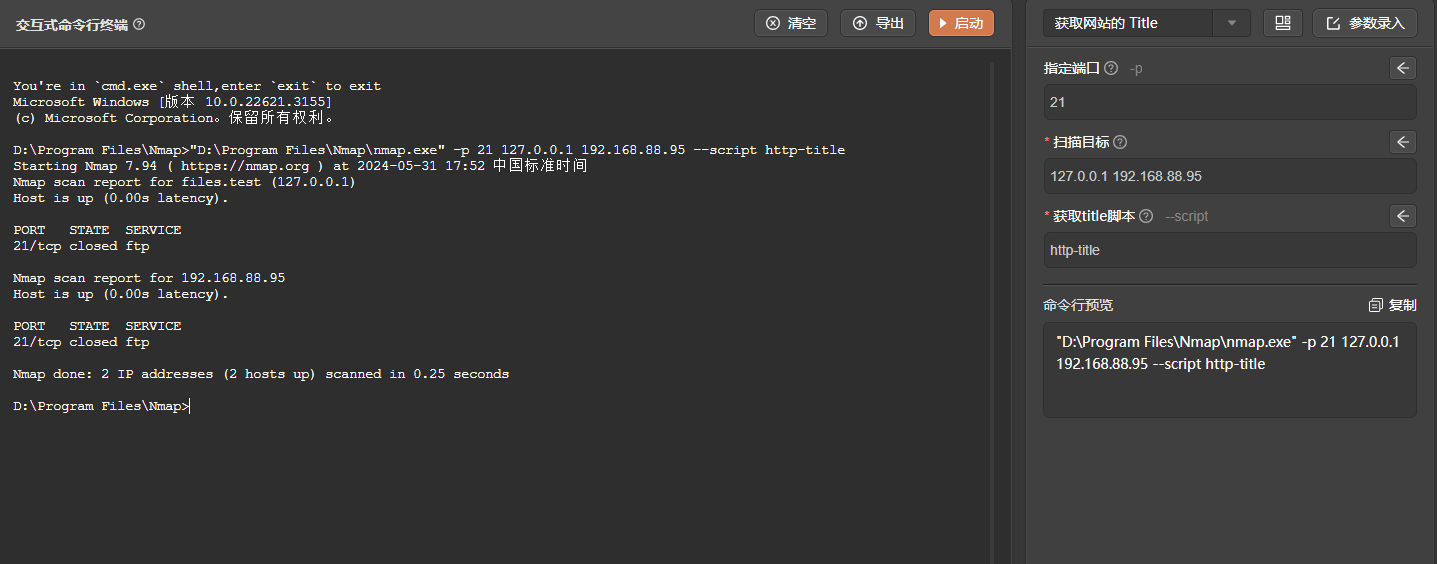 交互式命令行终端
清空
导出
启动
You're in `cmd.exe` shell,enter `exit` to exit
Microsoft Windows [版本 10.0.22621.3155]
(c) Microsoft Corporation。保留所有权利。
D:\Program Files\Nmap>"D:\Program Files\Nmap\nmap.exe" -p 21 127.0.0.1 192.168.88.95 --script http-title
Starting Nmap 7.94 ( https://nmap.org ) at 2024-05-31 17:52 中国标准时间
Nmap scan report for files.test (127.0.0.1)
Host is up (0.00s latency).
PORT   STATE  SERVICE
21/tcp closed ftp
Nmap scan report for 192.168.88.95
Host is up (0.00s latency).
PORT   STATE  SERVICE
21/tcp closed ftp
Nmap done: 2 IP addresses (2 hosts up) scanned in 0.25 seconds
D:\Program Files\Nmap>
获取网站的 Title
参数录入
指定端口 -p
21
* 扫描目标
127.0.0.1 192.168.88.95
* 获取title脚本 --script
http-title
命令行预览
复制
"D:\Program Files\Nmap\nmap.exe" -p 21 127.0.0.1
192.168.88.95 --script http-title